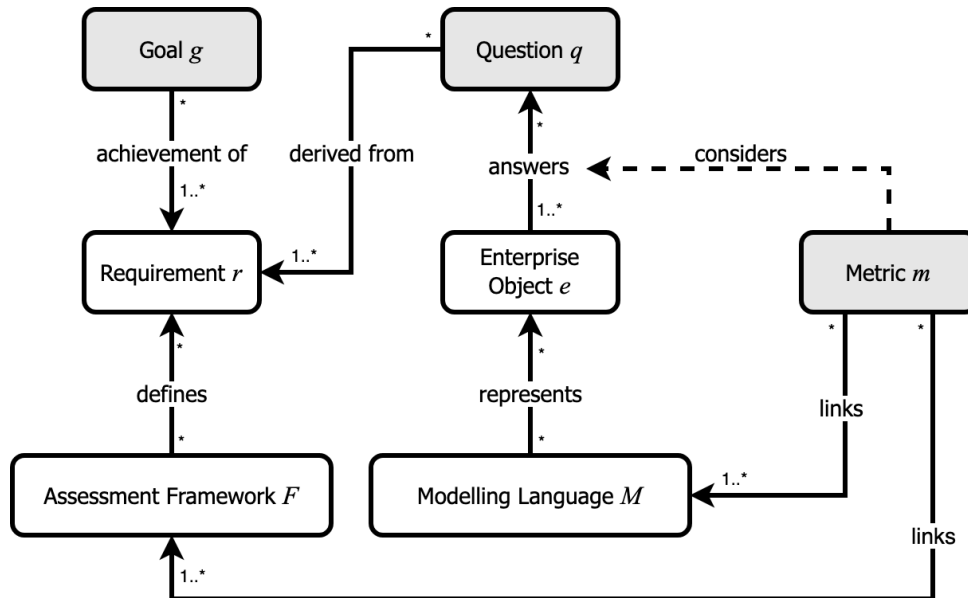 Goal g
Question q
*
*
*
achievement of
derived from
answers
considers
1..*
1..*
1..*
Requirement r
Enterprise
Object e
Metric m
*
*
*
*
defines
represents
links
*
*
1..*
Assessment Framework F
Modelling Language M
links
1..*